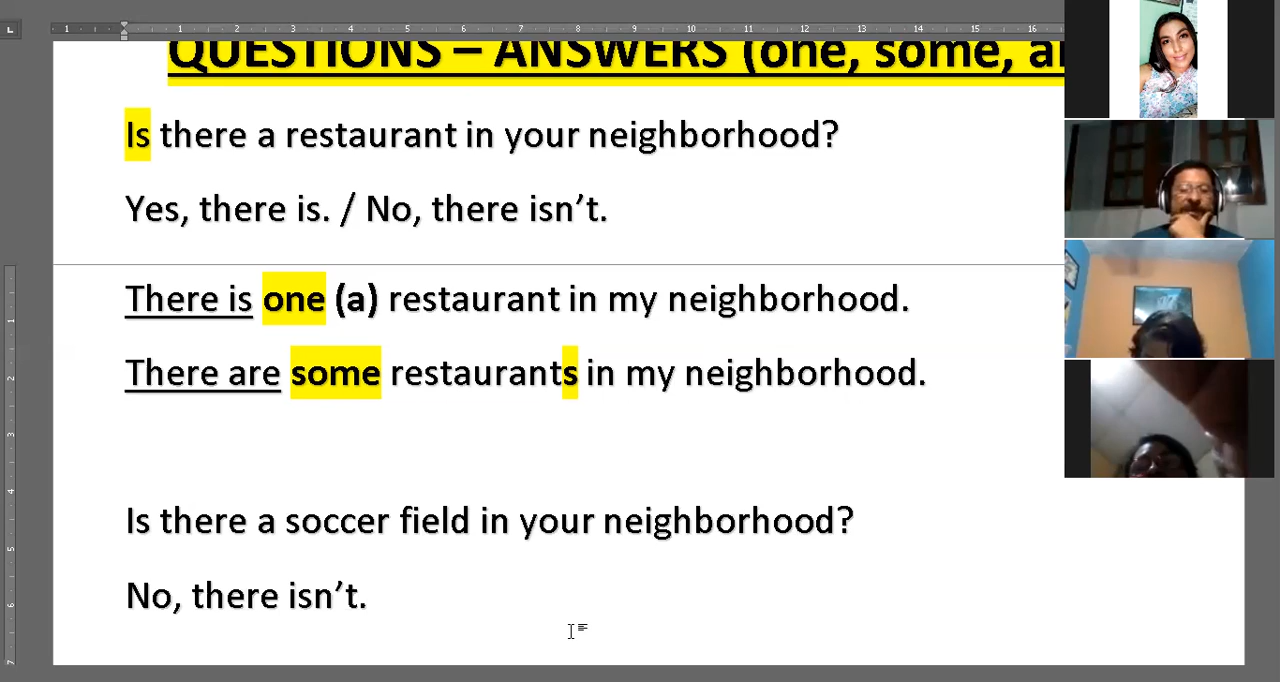 QUESTIONS – ANSWERS (one, some, a
Is there a restaurant in your neighborhood?
Yes, there is. / No, there isn’t.
There is one (a) restaurant in my neighborhood.
There are some restaurants in my neighborhood.
Is there a soccer field in your neighborhood?
No, there isn’t.